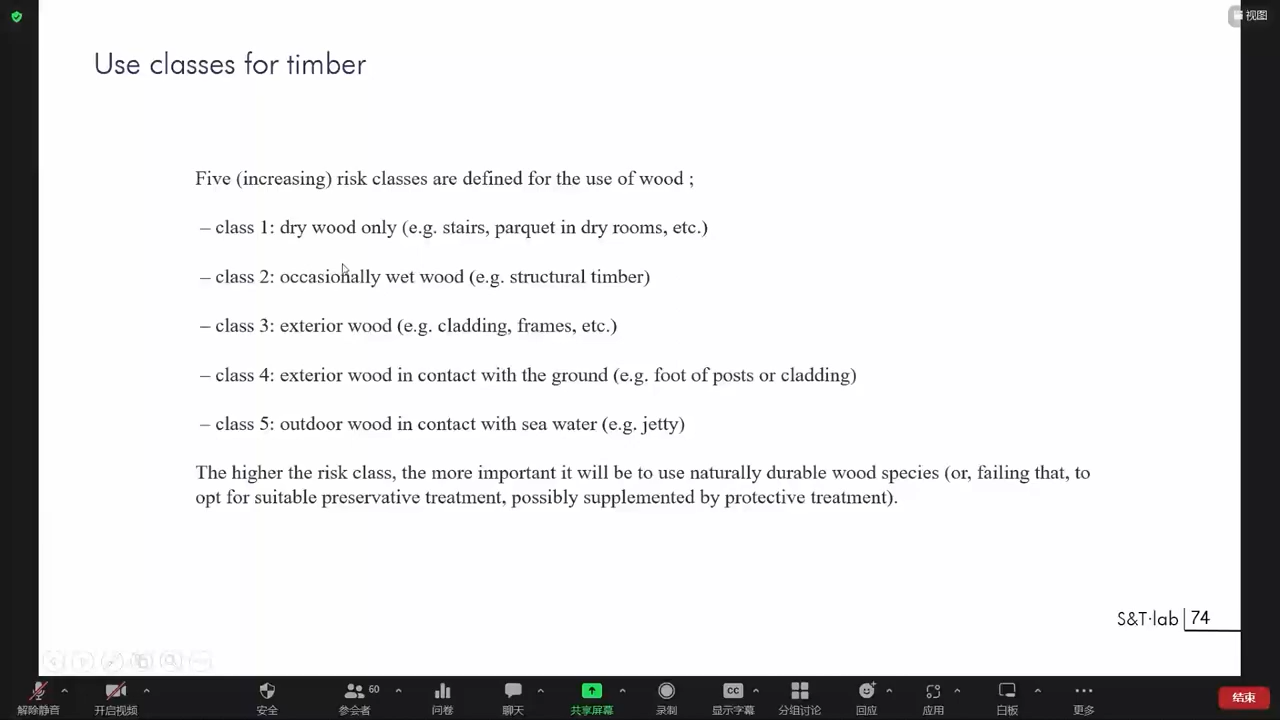 视图
Use classes for timber
Five (increasing) risk classes are defined for the use of wood ;
– class 1: dry wood only (e.g. stairs, parquet in dry rooms, etc.)
– class 2: occasionally wet wood (e.g. structural timber)
– class 3: exterior wood (e.g. cladding, frames, etc.)
– class 4: exterior wood in contact with the ground (e.g. foot of posts or cladding)
– class 5: outdoor wood in contact with sea water (e.g. jetty)
The higher the risk class, the more important it will be to use naturally durable wood species (or, failing that, to
opt for suitable preservative treatment, possibly supplemented by protective treatment).
S&T·lab 74
60
CC
解除静音 开启视频 安全 参会者 问卷 聊天 共享屏幕 录制 显示字幕 分组讨论 回应 应用 白板 更多 结束